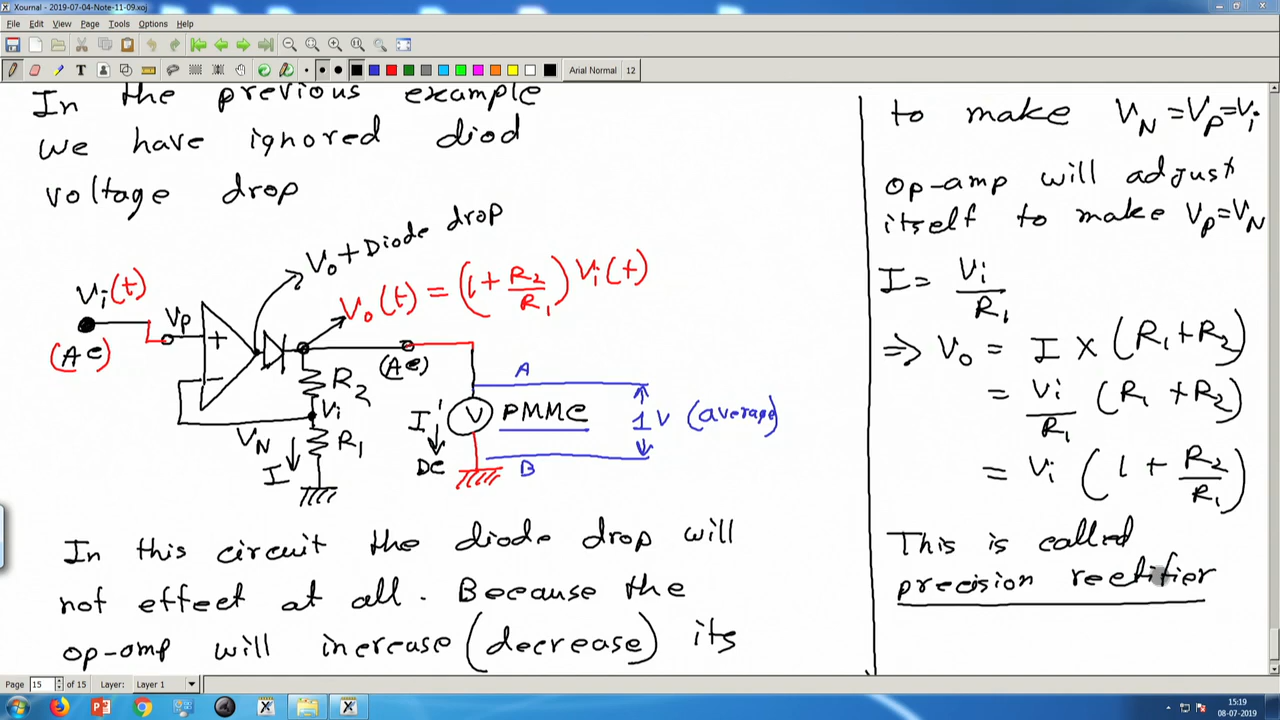 Xournal - 2019-07-04-Note-11-09.xoj
File Edit View Page Tools Options Help
Arial Normal 12
In the previous example
we have ignored diod
voltage drop
Vo + Diode drop
Vo(t) = (1 + R2/R1) Vi(t)
Vi(t)
(AC)
Vp
+
−
(AC)
R2
Vi
VN
I
R1
I'
DC
V
PMMC
A
B
1V (average)
In this circuit the diode drop will
not effect at all. Because the
op-amp will increase (decrease) its
to make VN = VP = Vi
op-amp will adjust
itself to make VP = VN
I = Vi/R1
⇒ Vo = I × (R1 + R2)
= Vi/R1 (R1 + R2)
= Vi (1 + R2/R1)
This is called
precision rectifier
Page 15 of 15 Layer: Layer 1
15:19
08-07-2019